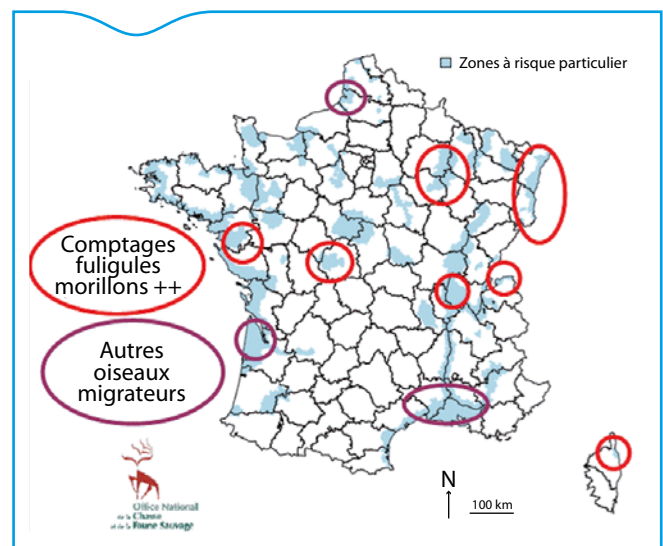 Zones à risque particulier
Comptages
fuligules
morillons ++
Autres
oiseaux
migrateurs
Office National
de la Chasse
et de la Faune Sauvage
N
100 km